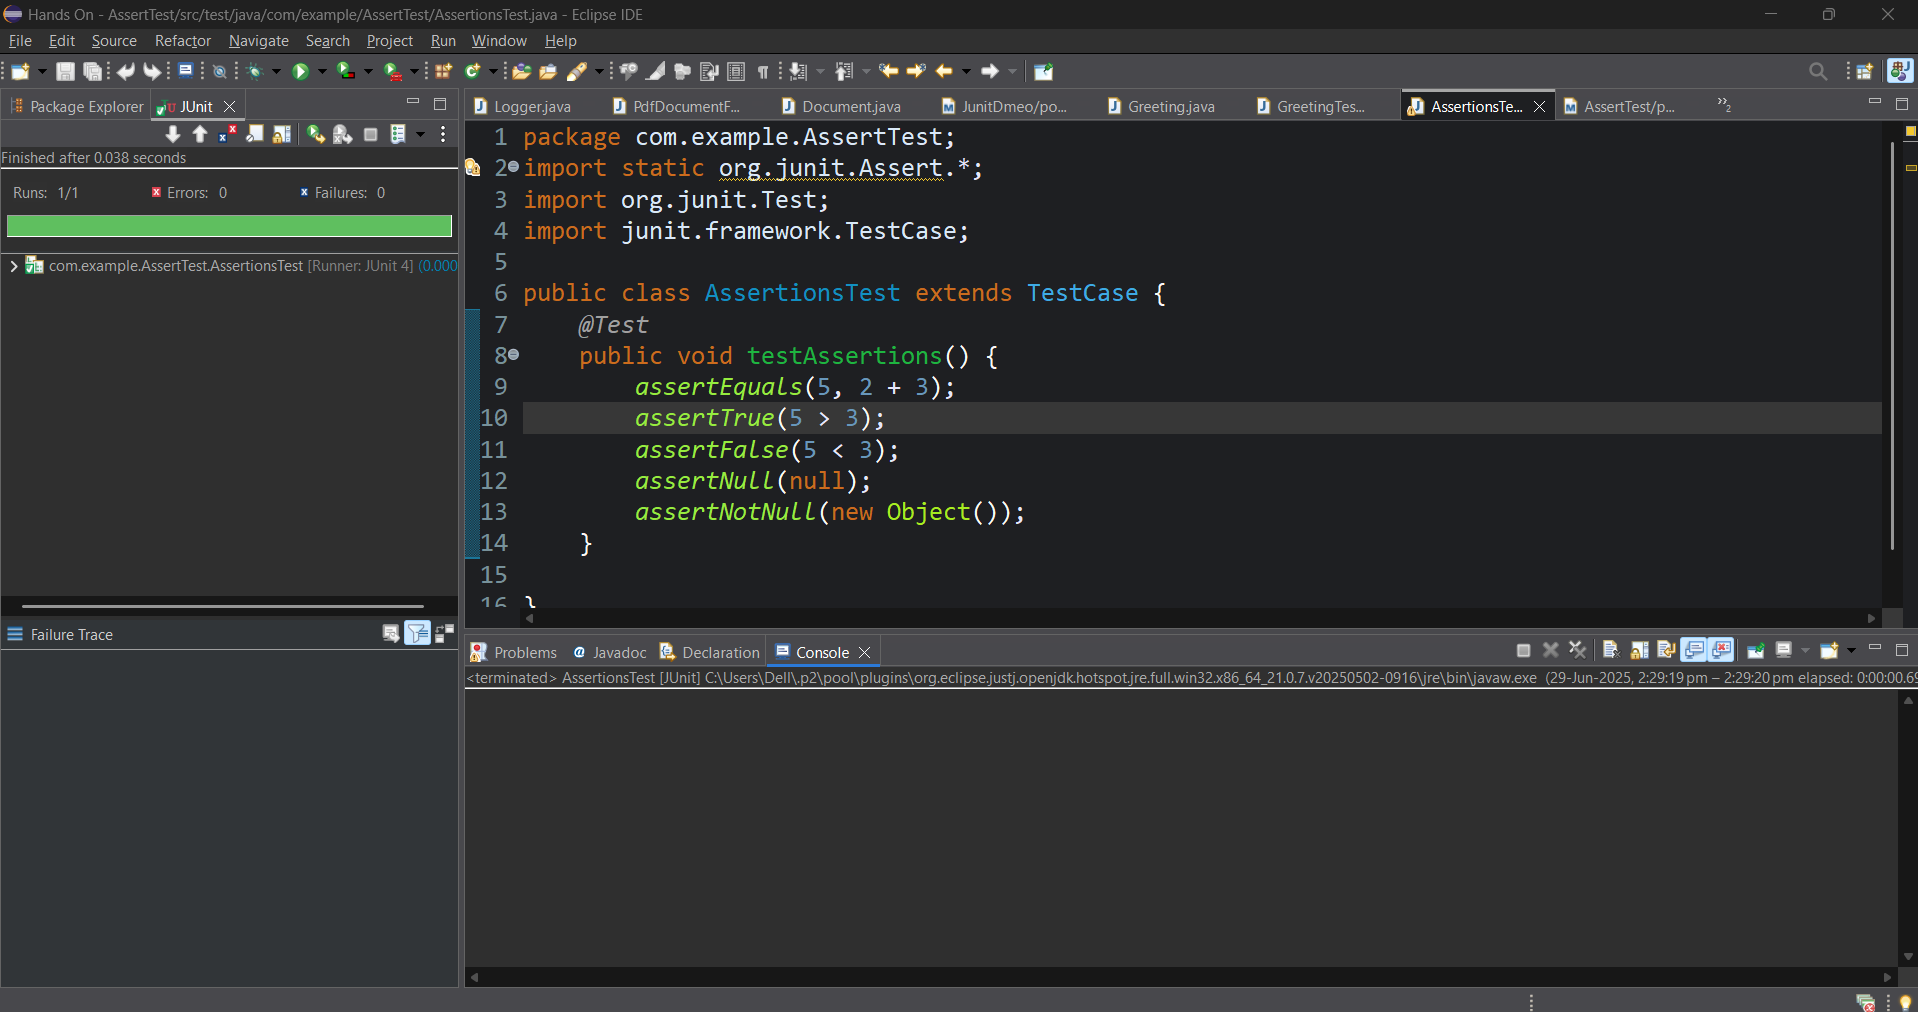 Hands On - AssertTest/src/test/java/com/example/AssertTest/AssertionsTest.java - Eclipse IDE
File Edit Source Refactor Navigate Search Project Run Window Help
Package Explorer JUnit
Finished after 0.038 seconds
Runs: 1/1 Errors: 0 Failures: 0
com.example.AssertTest.AssertionsTest [Runner: JUnit 4] (0.000
Failure Trace
Logger.java PdfDocumentF... Document.java JunitDmeo/po... Greeting.java GreetingTes... AssertionsTe... AssertTest/p... »2
1 package com.example.AssertTest;
2 import static org.junit.Assert.*;
3 import org.junit.Test;
4 import junit.framework.TestCase;
5
6 public class AssertionsTest extends TestCase {
7 @Test
8 public void testAssertions() {
9 assertEquals(5, 2 + 3);
10 assertTrue(5 > 3);
11 assertFalse(5 < 3);
12 assertNull(null);
13 assertNotNull(new Object());
14 }
15
16 }
Problems Javadoc Declaration Console
<terminated> AssertionsTest [JUnit] C:\Users\Dell\.p2\pool\plugins\org.eclipse.justj.openjdk.hotspot.jre.full.win32.x86_64_21.0.7.v20250502-0916\jre\bin\javaw.exe (29-Jun-2025, 2:29:19 pm – 2:29:20 pm elapsed: 0:00:00.69